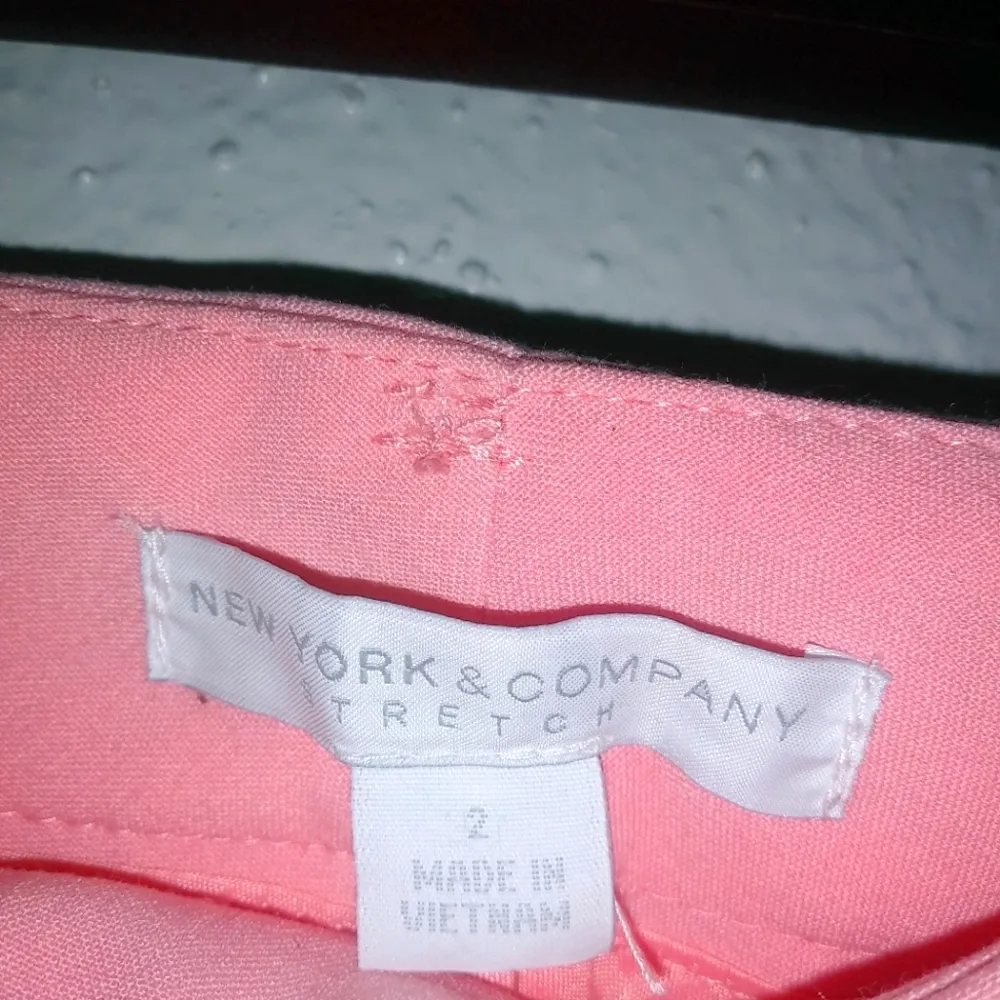 NEW YORK & COMPANY
STRETCH
2
MADE IN
VIETNAM